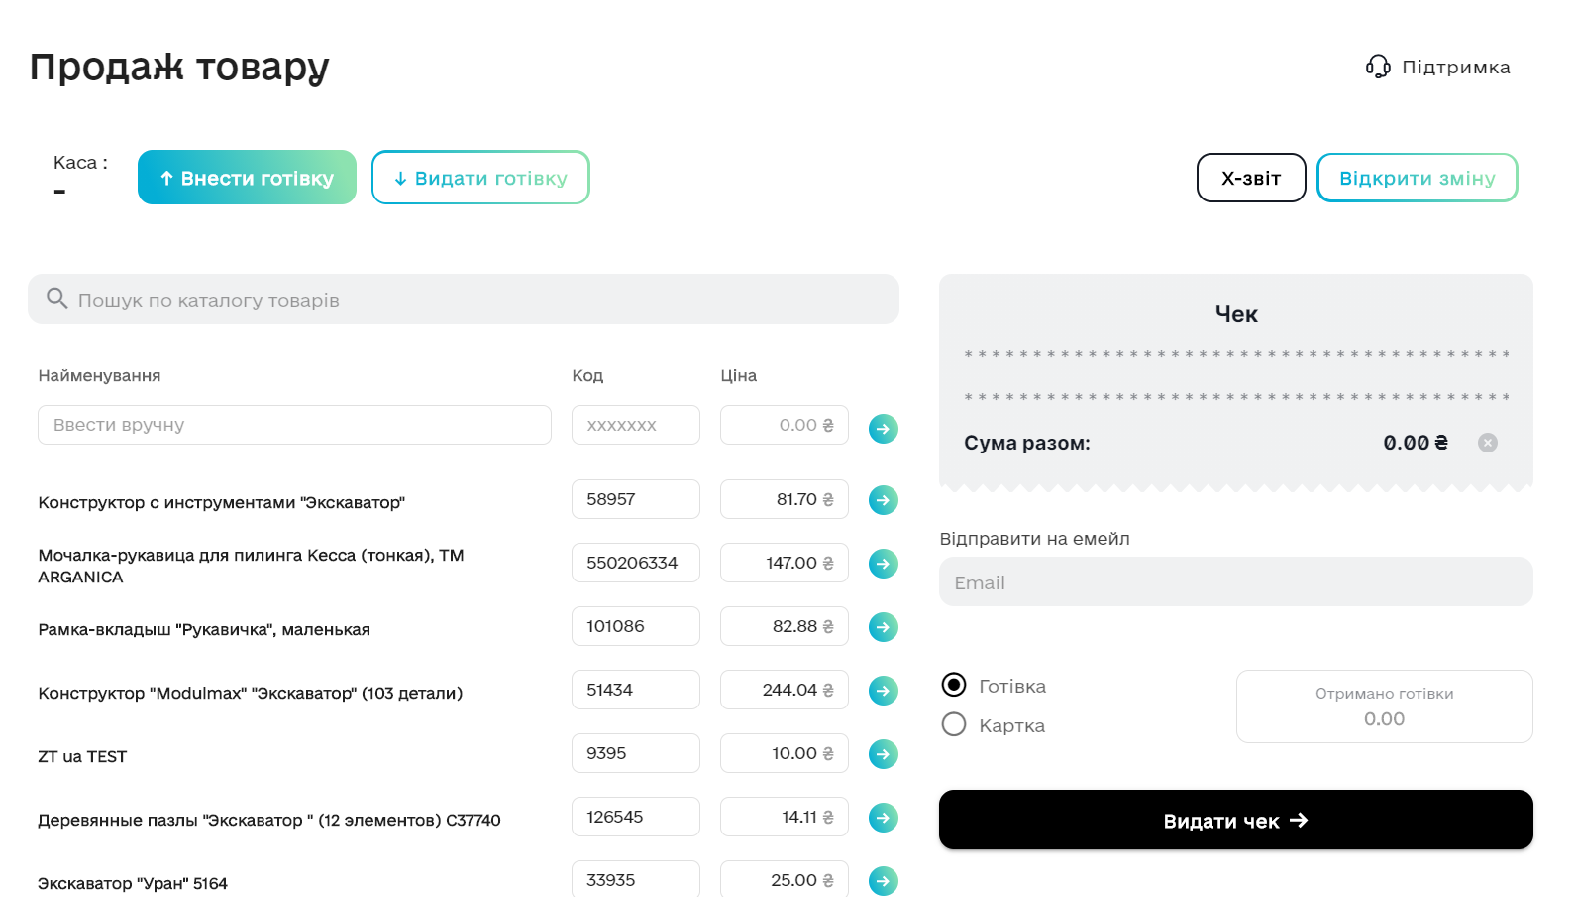 Продаж товару
Підтримка
Каса :
-
↑ Внести готівку
↓ Видати готівку
Х-звіт
Відкрити зміну
Пошук по каталогу товарів
Найменування Код Ціна
Ввести вручну xxxxxxx 0.00 ₴
Конструктор с инструментами "Экскаватор" 58957 81.70 ₴
Мочалка-рукавица для пилинга Кесса (тонкая), ТМ
ARGANICA 550206334 147.00 ₴
Рамка-вкладыш "Рукавичка", маленькая 101086 82.88 ₴
Конструктор "Modulmax" "Экскаватор" (103 детали) 51434 244.04 ₴
ZT ua TEST 9395 10.00 ₴
Деревянные пазлы "Экскаватор " (12 элементов) С37740 126545 14.11 ₴
Экскаватор "Уран" 5164 33935 25.00 ₴
Чек
* * * * * * * * * * * * * * * * * * * * * * * * * * * * * * * * * * * * * * * *
* * * * * * * * * * * * * * * * * * * * * * * * * * * * * * * * * * * * * * * *
Сума разом: 0.00 ₴
Відправити на емейл
Email
Готівка
Картка
Отримано готівки
0.00
Видати чек →